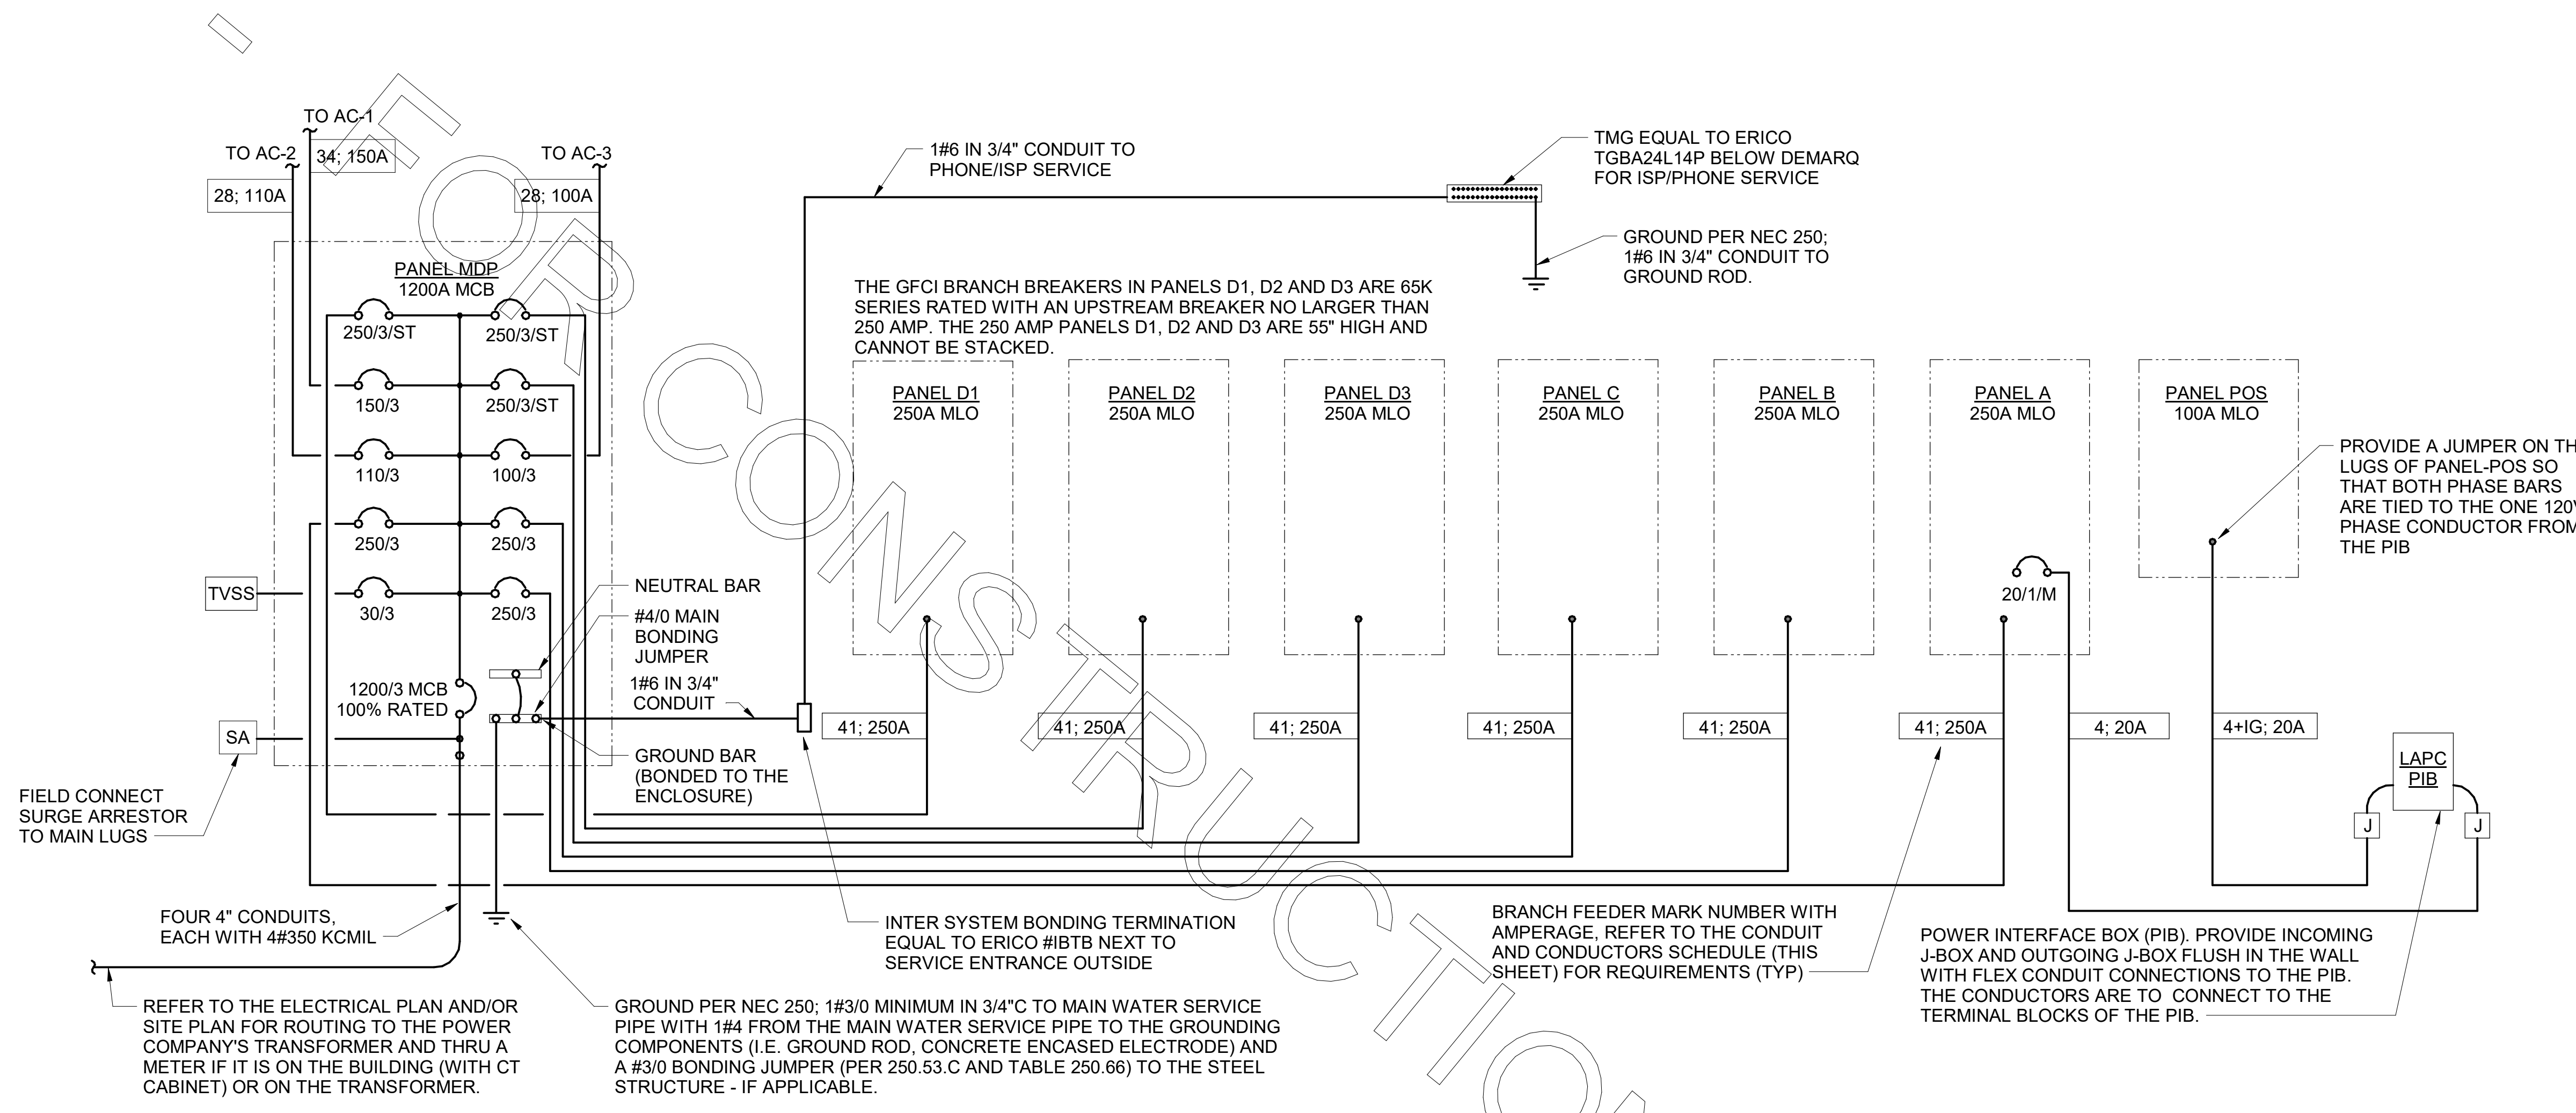 TO AC-1
TO AC-2
34; 150A
TO AC-3
28; 110A
28; 100A
PANEL MDP
1200A MCB
250/3/ST
250/3/ST
150/3
250/3/ST
110/3
100/3
250/3
250/3
TVSS
30/3
250/3
1200/3 MCB
100% RATED
SA
FIELD CONNECT
SURGE ARRESTOR
TO MAIN LUGS
NEUTRAL BAR
#4/0 MAIN
BONDING
JUMPER
1#6 IN 3/4"
CONDUIT
GROUND BAR
(BONDED TO THE
ENCLOSURE)
1#6 IN 3/4" CONDUIT TO
PHONE/ISP SERVICE
TMG EQUAL TO ERICO
TGBA24L14P BELOW DEMARQ
FOR ISP/PHONE SERVICE
GROUND PER NEC 250;
1#6 IN 3/4" CONDUIT TO
GROUND ROD.
THE GFCI BRANCH BREAKERS IN PANELS D1, D2 AND D3 ARE 65K
SERIES RATED WITH AN UPSTREAM BREAKER NO LARGER THAN
250 AMP. THE 250 AMP PANELS D1, D2 AND D3 ARE 55" HIGH AND
CANNOT BE STACKED.
PANEL D1
250A MLO
PANEL D2
250A MLO
PANEL D3
250A MLO
PANEL C
250A MLO
PANEL B
250A MLO
PANEL A
250A MLO
PANEL POS
100A MLO
PROVIDE A JUMPER ON TH
LUGS OF PANEL-POS SO
THAT BOTH PHASE BARS
ARE TIED TO THE ONE 120V
PHASE CONDUCTOR FROM
THE PIB
20/1/M
41; 250A
41; 250A
41; 250A
41; 250A
41; 250A
41; 250A
4; 20A
4+IG; 20A
LAPC
PIB
J
J
FOUR 4" CONDUITS,
EACH WITH 4#350 KCMIL
INTER SYSTEM BONDING TERMINATION
EQUAL TO ERICO #IBTB NEXT TO
SERVICE ENTRANCE OUTSIDE
BRANCH FEEDER MARK NUMBER WITH
AMPERAGE, REFER TO THE CONDUIT
AND CONDUCTORS SCHEDULE (THIS
SHEET) FOR REQUIREMENTS (TYP)
POWER INTERFACE BOX (PIB). PROVIDE INCOMING
J-BOX AND OUTGOING J-BOX FLUSH IN THE WALL
WITH FLEX CONDUIT CONNECTIONS TO THE PIB.
THE CONDUCTORS ARE TO CONNECT TO THE
TERMINAL BLOCKS OF THE PIB.
REFER TO THE ELECTRICAL PLAN AND/OR
SITE PLAN FOR ROUTING TO THE POWER
COMPANY'S TRANSFORMER AND THRU A
METER IF IT IS ON THE BUILDING (WITH CT
CABINET) OR ON THE TRANSFORMER.
GROUND PER NEC 250; 1#3/0 MINIMUM IN 3/4"C TO MAIN WATER SERVICE
PIPE WITH 1#4 FROM THE MAIN WATER SERVICE PIPE TO THE GROUNDING
COMPONENTS (I.E. GROUND ROD, CONCRETE ENCASED ELECTRODE) AND
A #3/0 BONDING JUMPER (PER 250.53.C AND TABLE 250.66) TO THE STEEL
STRUCTURE - IF APPLICABLE.
- FOR CONSTRUCTIO